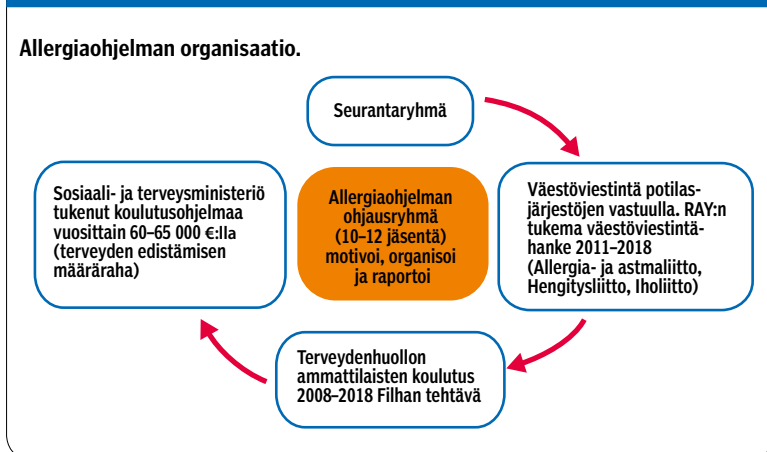 Allergiaohjelman organisaatio.
Seurantaryhmä
Sosiaali- ja terveysministeriö
tukenut koulutusohjelmaa
vuosittain 60–65 000 €:lla
(terveyden edistämisen
määräraha)
Allergiaohjelman
ohjausryhmä
(10–12 jäsentä)
motivoi, organisoi
ja raportoi
Väestöviestintä potilas-
järjestöjen vastuulla. RAY:n
tukema väestöviestintä-
hanke 2011–2018
(Allergia- ja astmaliitto,
Hengitysliitto, Iholiitto)
Terveydenhuollon
ammattilaisten koulutus
2008–2018 Filhan tehtävä